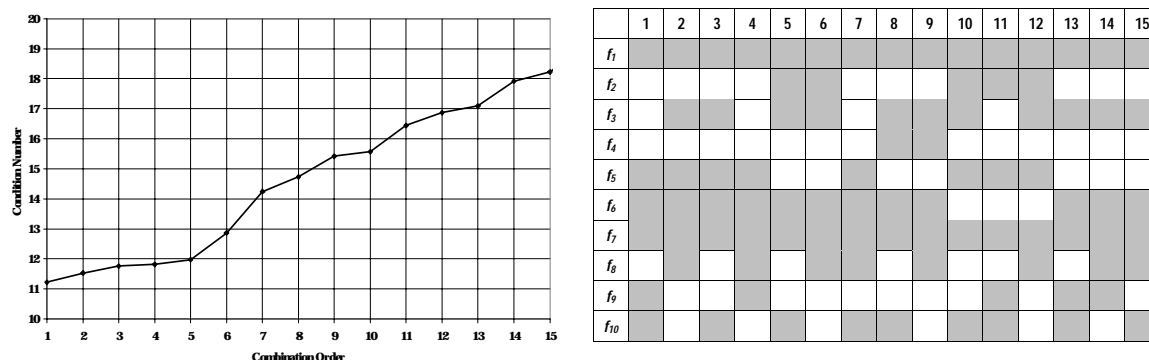 20
19
18
17
16
15
14
13
12
11
10
Condition Number
1 2 3 4 5 6 7 8 9 10 11 12 13 14 15
Combination Order
1 2 3 4 5 6 7 8 9 10 11 12 13 14 15
f1
f2
f3
f4
f5
f6
f7
f8
f9
f10